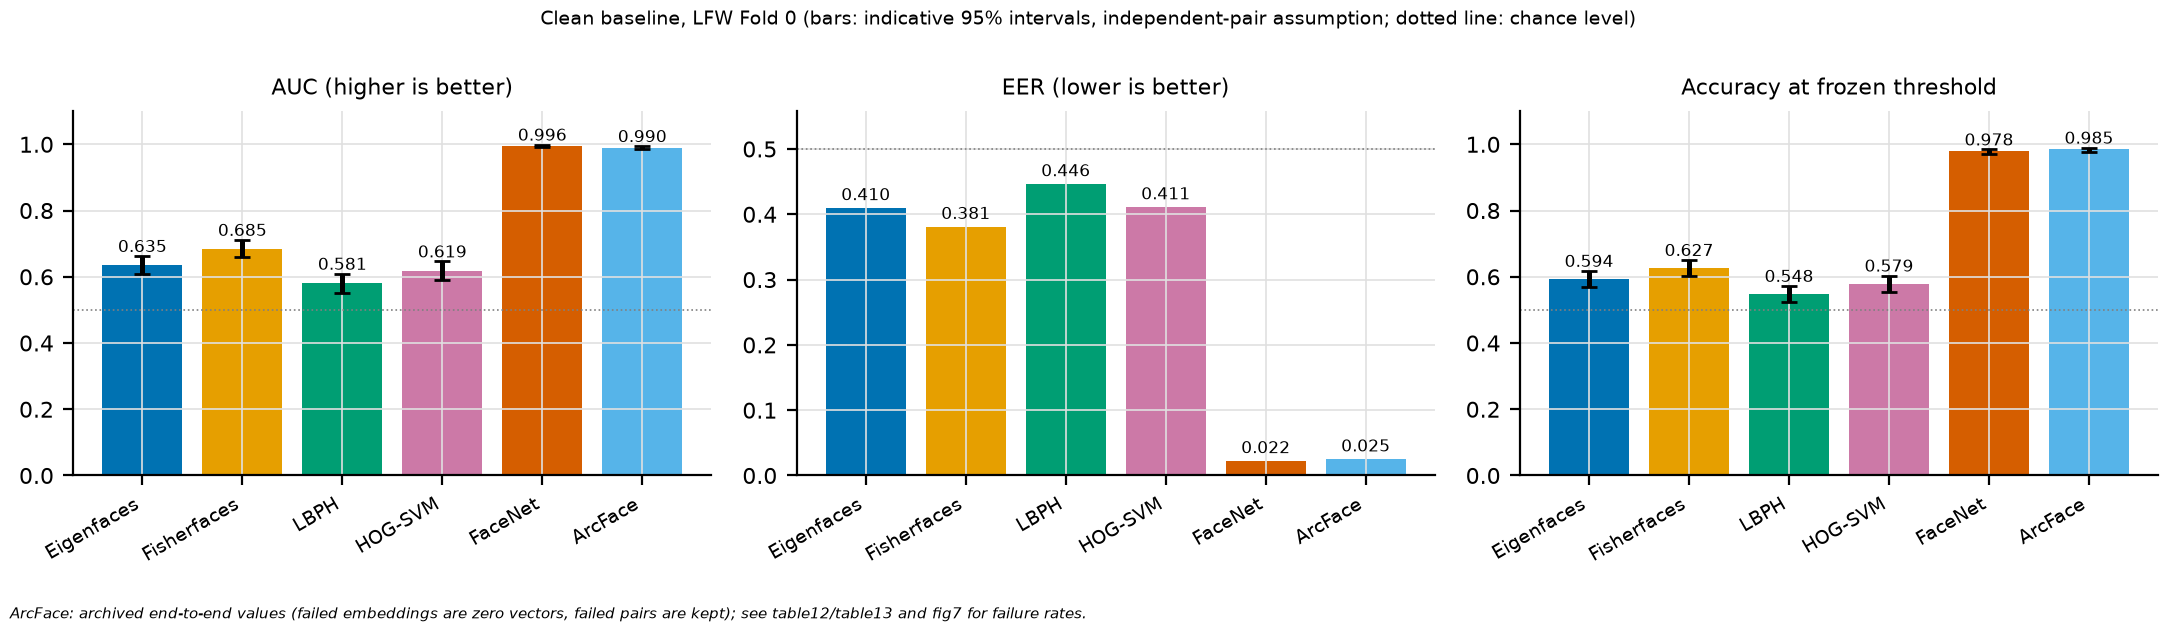 Clean baseline, LFW Fold 0 (bars: indicative 95% intervals, independent-pair assumption; dotted line: chance level)
AUC (higher is better)
1.0
0.8
0.6
0.4
0.2
0.0
0.635
0.685
0.581
0.619
0.996
0.990
Eigenfaces
Fisherfaces
LBPH
HOG-SVM
FaceNet
ArcFace
EER (lower is better)
0.5
0.4
0.3
0.2
0.1
0.0
0.410
0.381
0.446
0.411
0.022
0.025
Eigenfaces
Fisherfaces
LBPH
HOG-SVM
FaceNet
ArcFace
Accuracy at frozen threshold
1.0
0.8
0.6
0.4
0.2
0.0
0.594
0.627
0.548
0.579
0.978
0.985
Eigenfaces
Fisherfaces
LBPH
HOG-SVM
FaceNet
ArcFace
ArcFace: archived end-to-end values (failed embeddings are zero vectors, failed pairs are kept); see table12/table13 and fig7 for failure rates.